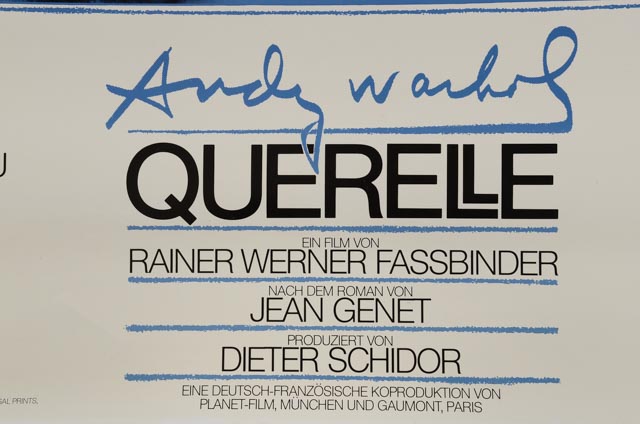 Andy Warhol
QUERELLE
EIN FILM VON
RAINER WERNER FASSBINDER
NACH DEM ROMAN VON
JEAN GENET
PRODUZIERT VON
DIETER SCHIDOR
EINE DEUTSCH-FRANZÖSISCHE KOPRODUKTION VON
PLANET-FILM, MÜNCHEN UND GAUMONT, PARIS
PRINTS.